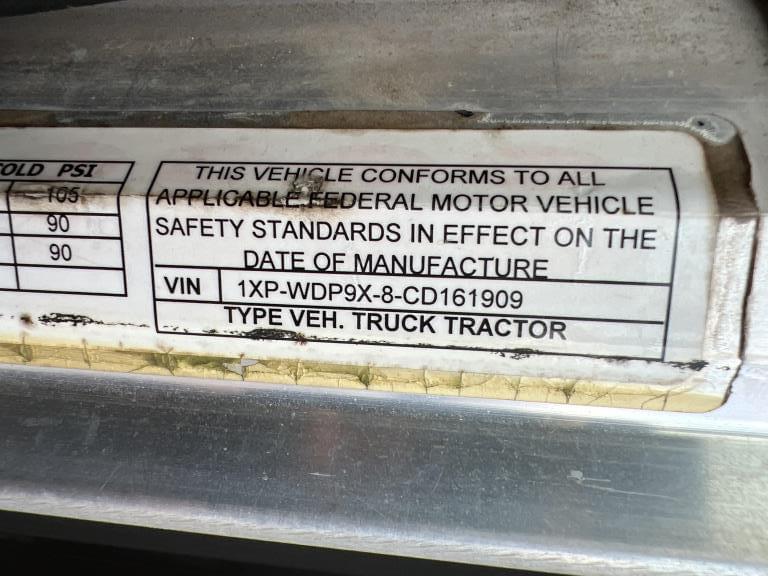 COLD PSI
105
90
90
THIS VEHICLE CONFORMS TO ALL
APPLICABLE FEDERAL MOTOR VEHICLE
SAFETY STANDARDS IN EFFECT ON THE
DATE OF MANUFACTURE
VIN 1XP-WDP9X-8-CD161909
TYPE VEH. TRUCK TRACTOR